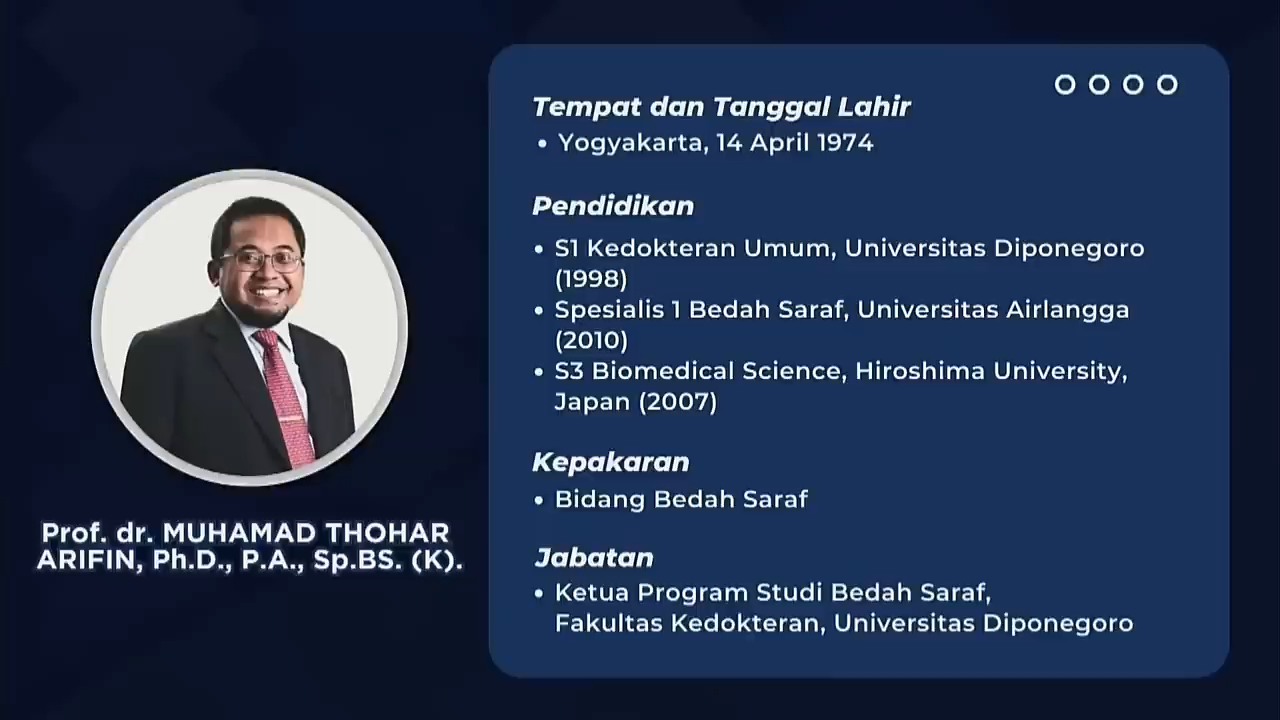 Prof. dr. MUHAMAD THOHAR
ARIFIN, Ph.D., P.A., Sp.BS. (K).
Tempat dan Tanggal Lahir
• Yogyakarta, 14 April 1974
Pendidikan
• S1 Kedokteran Umum, Universitas Diponegoro
(1998)
• Spesialis 1 Bedah Saraf, Universitas Airlangga
(2010)
• S3 Biomedical Science, Hiroshima University,
Japan (2007)
Kepakaran
• Bidang Bedah Saraf
Jabatan
• Ketua Program Studi Bedah Saraf,
Fakultas Kedokteran, Universitas Diponegoro